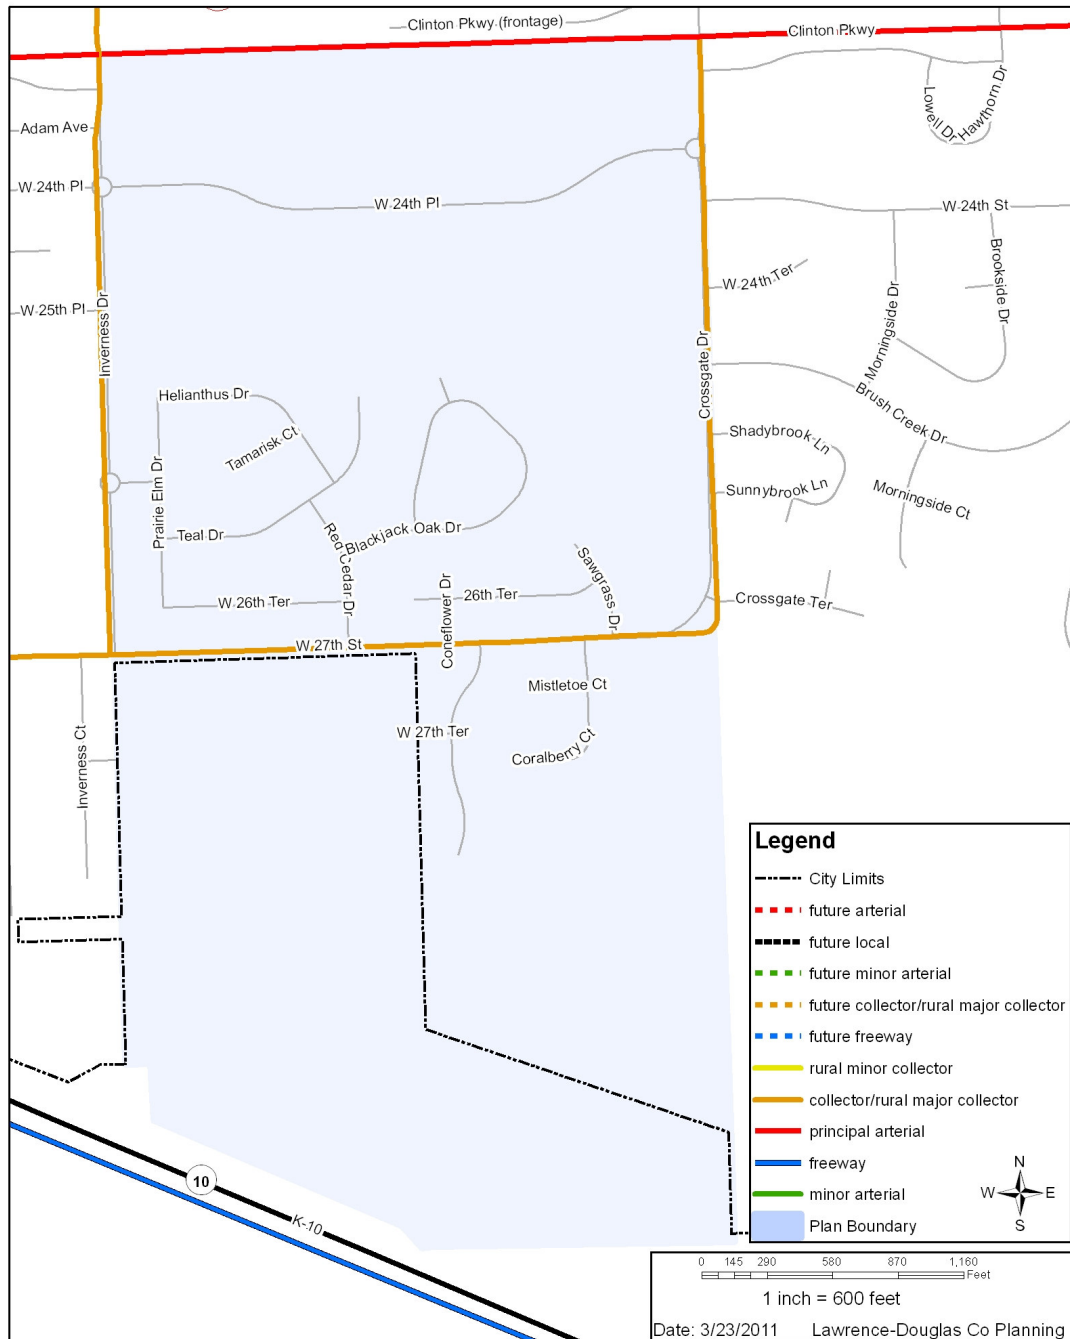 Clinton Pkwy (frontage)
Clinton Pkwy
Lowell Dr
Hawthorn Dr
Adam Ave
W 24th Pl
W 24th Pl
W 24th St
Brookside Dr
W 24th Ter
Morningside Dr
W 25th Pl
Inverness Dr
Crossgate Dr
Helianthus Dr
Brush Creek Dr
Tamarisk Ct
Shadybrook Ln
Prairie Elm Dr
Sunnybrook Ln
Morningside Ct
Teal Dr
Red Cedar Dr
Blackjack Oak Dr
Sawgrass Dr
W 26th Ter
Coneflower Dr
26th Ter
Crossgate Ter
W 27th St
Mistletoe Ct
Inverness Ct
W 27th Ter
Coralberry Ct
Legend
City Limits
future arterial
future local
future minor arterial
future collector/rural major collector
future freeway
rural minor collector
collector/rural major collector
principal arterial
freeway
minor arterial
Plan Boundary
N
W E
S
10
K-10
0 145 290 580 870 1,160
Feet
1 inch = 600 feet
Date: 3/23/2011 Lawrence-Douglas Co Planning